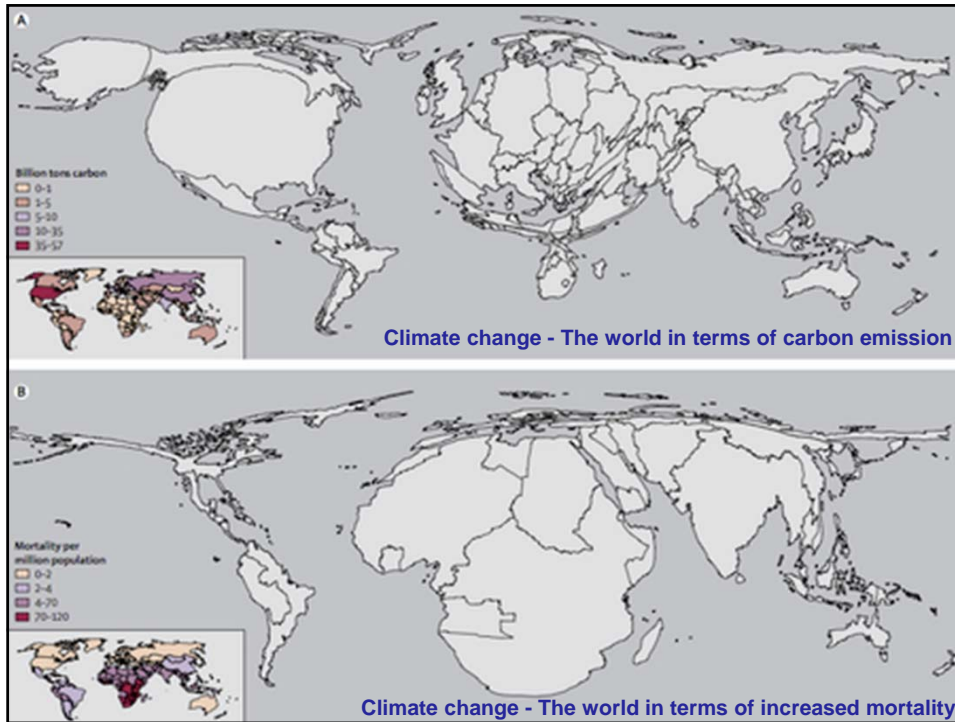 A
Billion tons carbon
0-1
1-5
5-10
10-35
35-57
Climate change - The world in terms of carbon emission
B
Mortality per
million population
0-2
2-4
4-70
70-120
Climate change - The world in terms of increased mortality